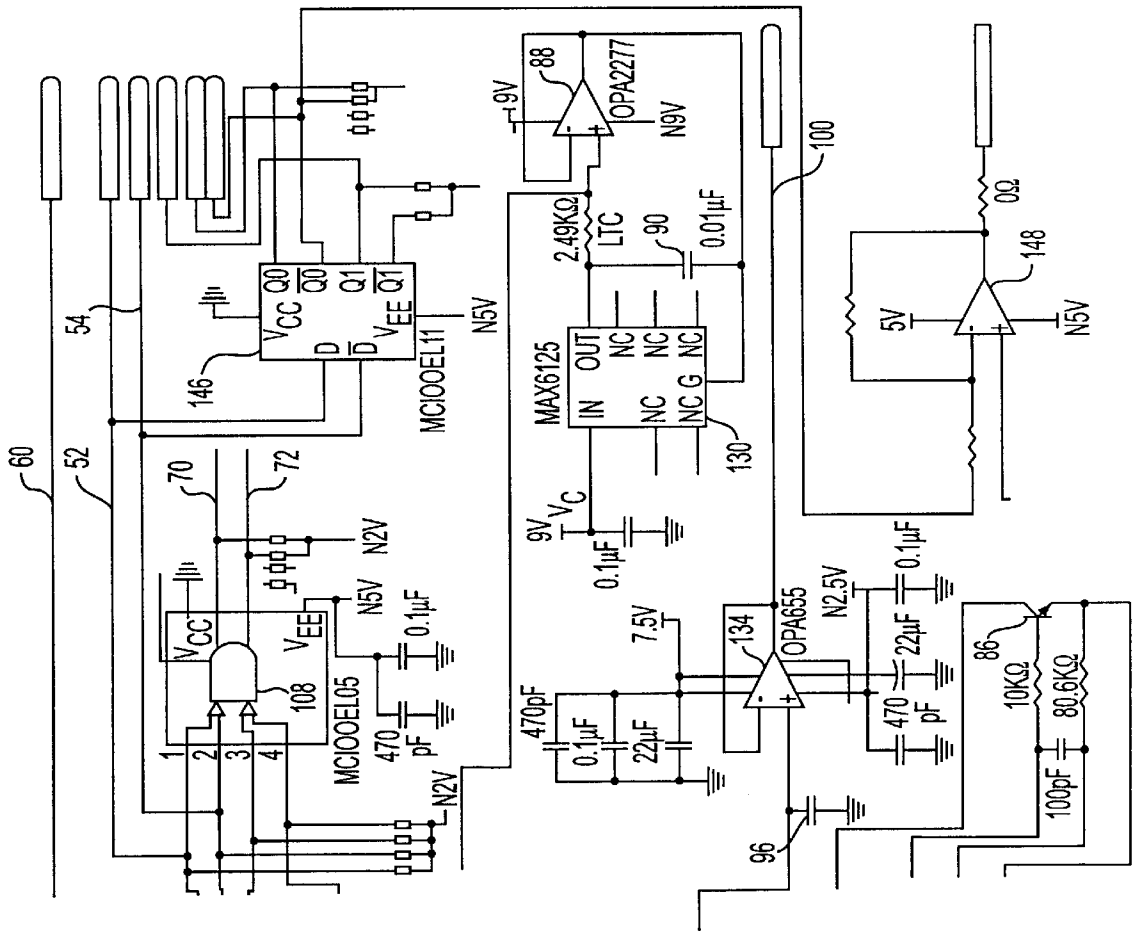 60
52
54
70
72
146
VCC
D
D
VEE
Q0
Q0
Q1
Q1
MCIOOEL11
N5V
1
2
3
4
VCC
108
VEE
MCIOOEL05
N2V
N5V
470
pF
0.1µF
N2V
9V
88
OPA2277
N9V
2.49KΩ
LTC
90
0.01µF
MAX6125
IN
OUT
NC
NC
NC
NC
NC
G
130
9V
VC
0.1µF
100
7.5V
134
OPA655
470pF
0.1µF
22µF
96
N2.5V
470
pF
22µF
0.1µF
86
10KΩ
80.6KΩ
100pF
5V
N5V
148
0Ω